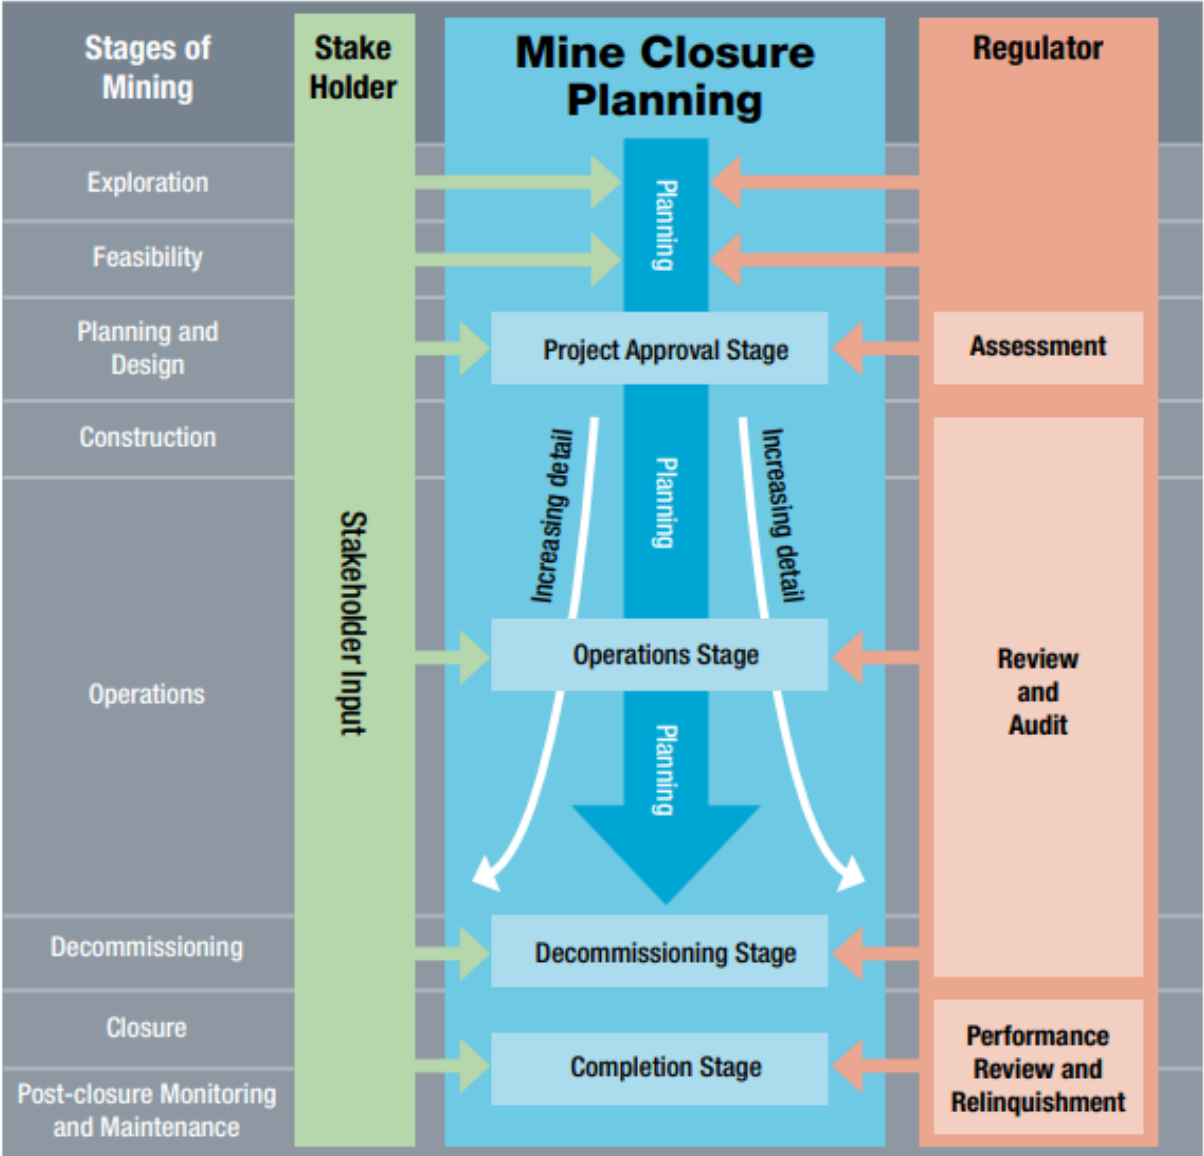 Stages of
Mining
Stake
Holder
Mine Closure
Planning
Regulator
Exploration
Feasibility
Planning and
Design
Construction
Operations
Decommissioning
Closure
Post-closure Monitoring
and Maintenance
Stakeholder Input
Planning
Project Approval Stage
Increasing detail
Planning
Increasing detail
Operations Stage
Planning
Decommissioning Stage
Completion Stage
Assessment
Review
and
Audit
Performance
Review and
Relinquishment